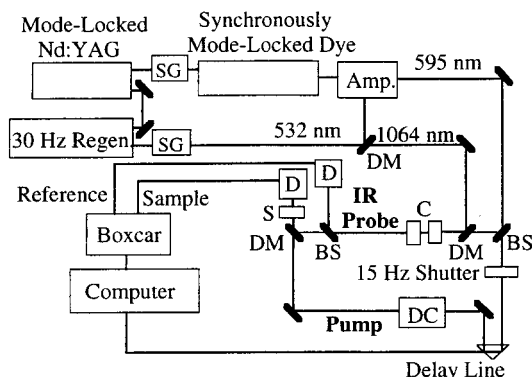 Mode-Locked
Nd:YAG
Synchronously
Mode-Locked Dye
SG
Amp.
595 nm
30 Hz Regen.
SG
532 nm
1064 nm
DM
Reference
Sample
D
D
IR
Probe
S
C
Boxcar
DM
BS
DM
BS
15 Hz Shutter
Computer
Pump
DC
Delay Line